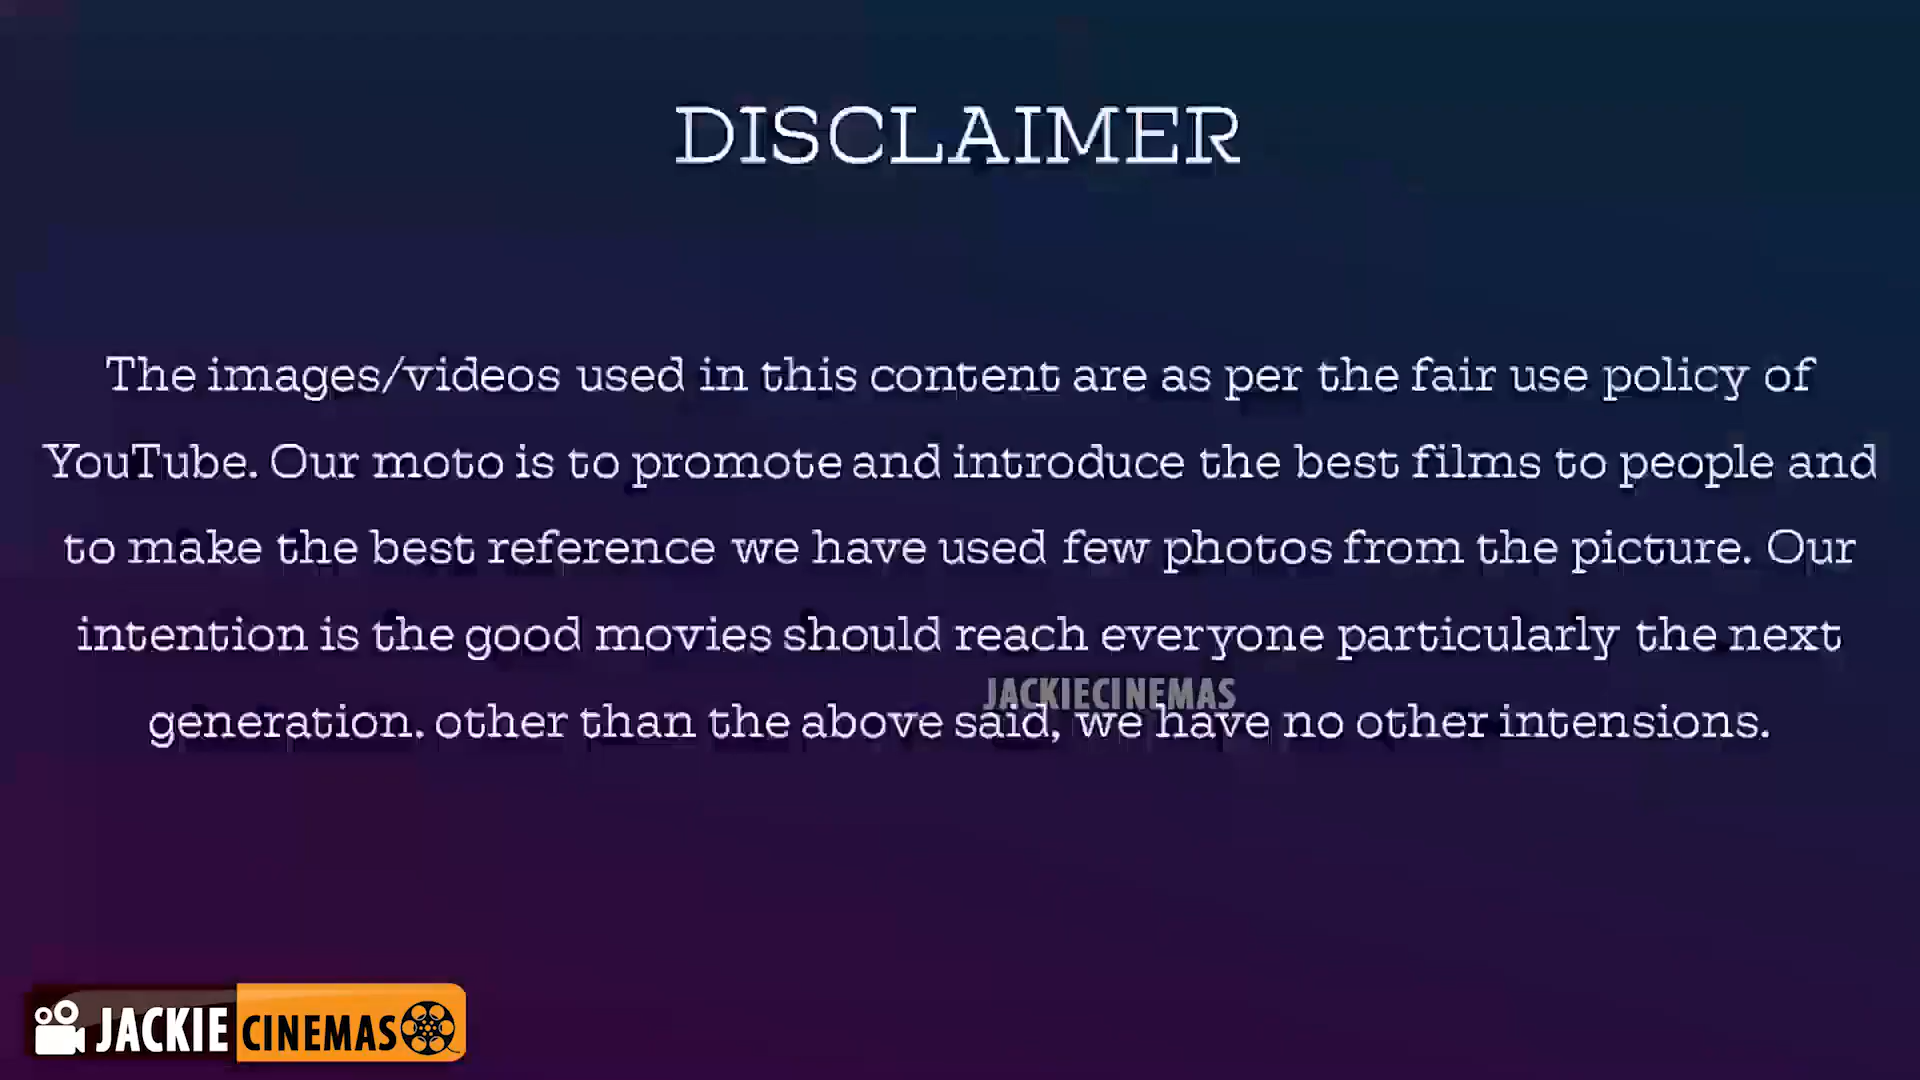 DISCLAIMER
The images/videos used in this content are as per the fair use policy of
YouTube. Our moto is to promote and introduce the best films to people and
to make the best reference we have used few photos from the picture. Our
intention is the good movies should reach everyone particularly the next
JACKIECINEMAS
generation. other than the above said, we have no other intensions.
JACKIE CINEMAS